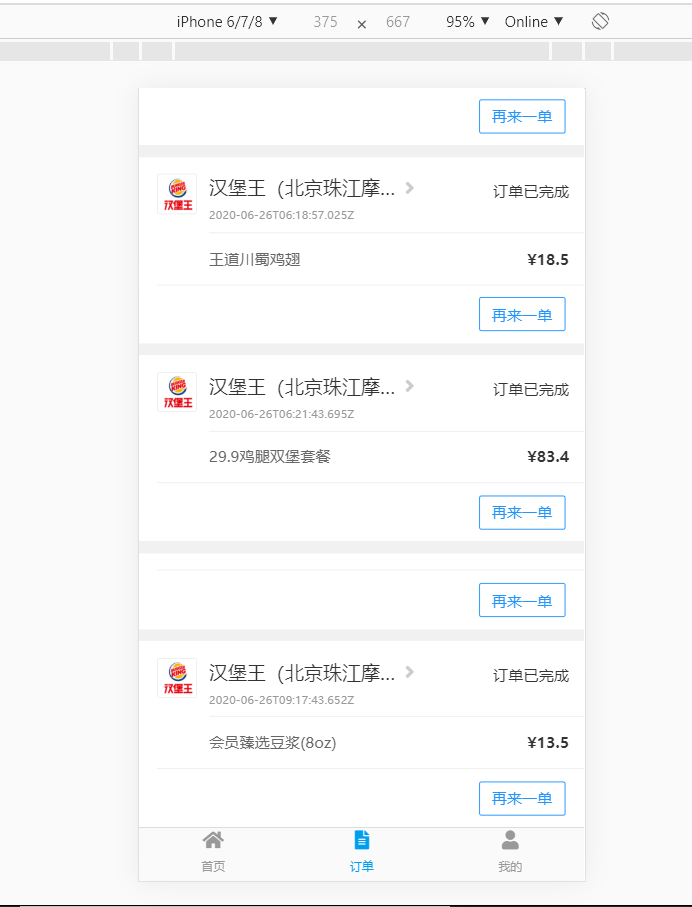 iPhone 6/7/8 ▼ 375 × 667 95% ▼ Online ▼
再来一单
汉堡王（北京珠江摩... 订单已完成
BURGER KING
汉堡王
2020-06-26T06:18:57.025Z
王道川蜀鸡翅 ¥18.5
再来一单
汉堡王（北京珠江摩... 订单已完成
BURGER KING
汉堡王
2020-06-26T06:21:43.695Z
29.9鸡腿双堡套餐 ¥83.4
再来一单
再来一单
汉堡王（北京珠江摩... 订单已完成
BURGER KING
汉堡王
2020-06-26T09:17:43.652Z
会员臻选豆浆(8oz) ¥13.5
再来一单
首页 订单 我的